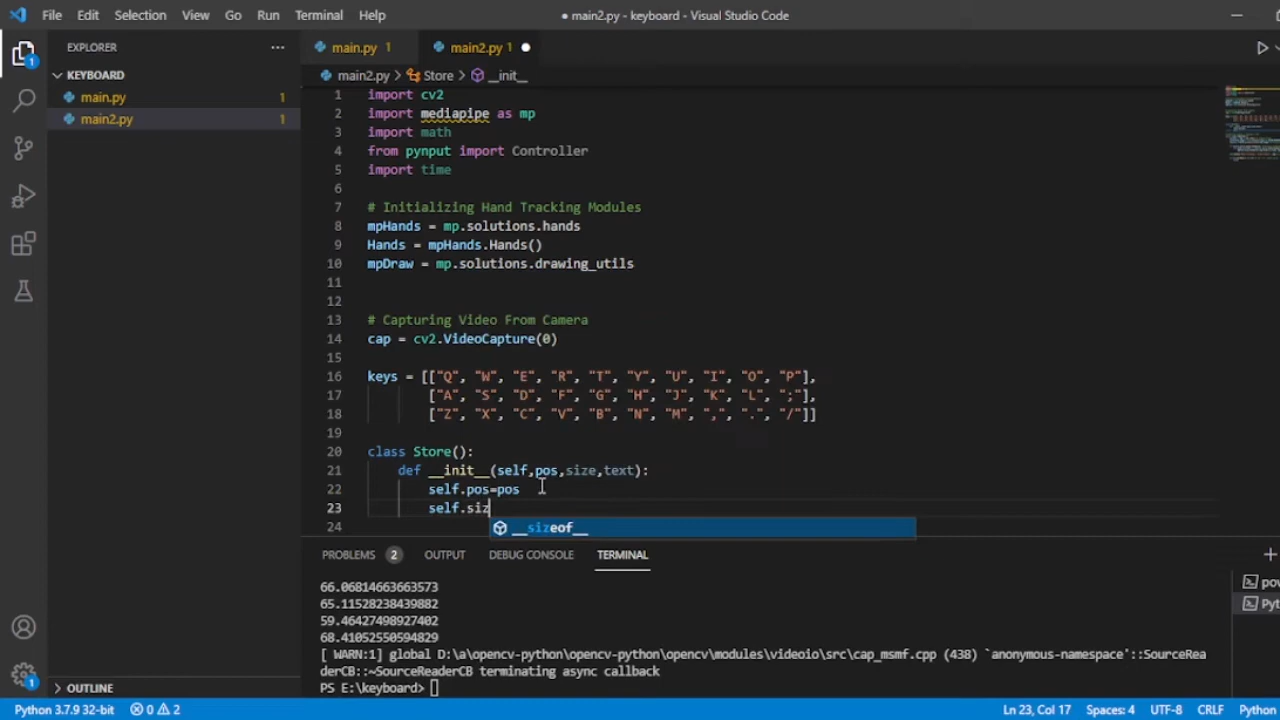 File Edit Selection View Go Run Terminal Help
● main2.py - keyboard - Visual Studio Code
EXPLORER
KEYBOARD
main.py 1
main2.py 1
OUTLINE
main.py 1
main2.py 1
main2.py > Store > __init__
1 import cv2
2 import mediapipe as mp
3 import math
4 from pynput import Controller
5 import time
6
7 # Initializing Hand Tracking Modules
8 mpHands = mp.solutions.hands
9 Hands = mpHands.Hands()
10 mpDraw = mp.solutions.drawing_utils
11
12
13 # Capturing Video From Camera
14 cap = cv2.VideoCapture(0)
15
16 keys = [["Q", "W", "E", "R", "T", "Y", "U", "I", "O", "P"],
17 ["A", "S", "D", "F", "G", "H", "J", "K", "L", ";"],
18 ["Z", "X", "C", "V", "B", "N", "M", ",", ".", "/"]]
19
20 class Store():
21 def __init__(self,pos,size,text):
22 self.pos=pos
23 self.siz
__sizeof__
24
PROBLEMS 2 OUTPUT DEBUG CONSOLE TERMINAL
66.06814663663573
65.11528238439882
59.46427498927402
68.41052550594829
[ WARN:1] global D:\a\opencv-python\opencv-python\opencv\modules\videoio\src\cap_msmf.cpp (438) `anonymous-namespace'::SourceRea
derCB::~SourceReaderCB terminating async callback
PS E:\keyboard>
pov
Pyt
Python 3.7.9 32-bit 0 2 Ln 23, Col 17 Spaces: 4 UTF-8 CRLF Python
1
1